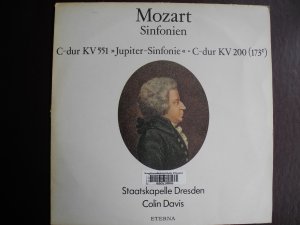 Mozart
Sinfonien
C-dur KV 551 »Jupiter-Sinfonie« · C-dur KV 200 (173e)
Staatskapelle Dresden
Colin Davis
ETERNA